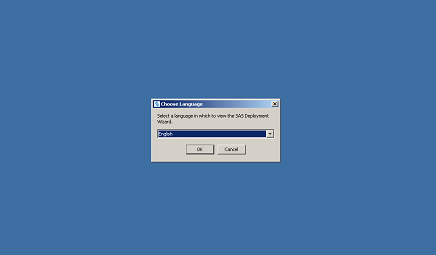 Choose Language
Select a language in which to view the SAS Deployment
Wizard.
English
OK
Cancel